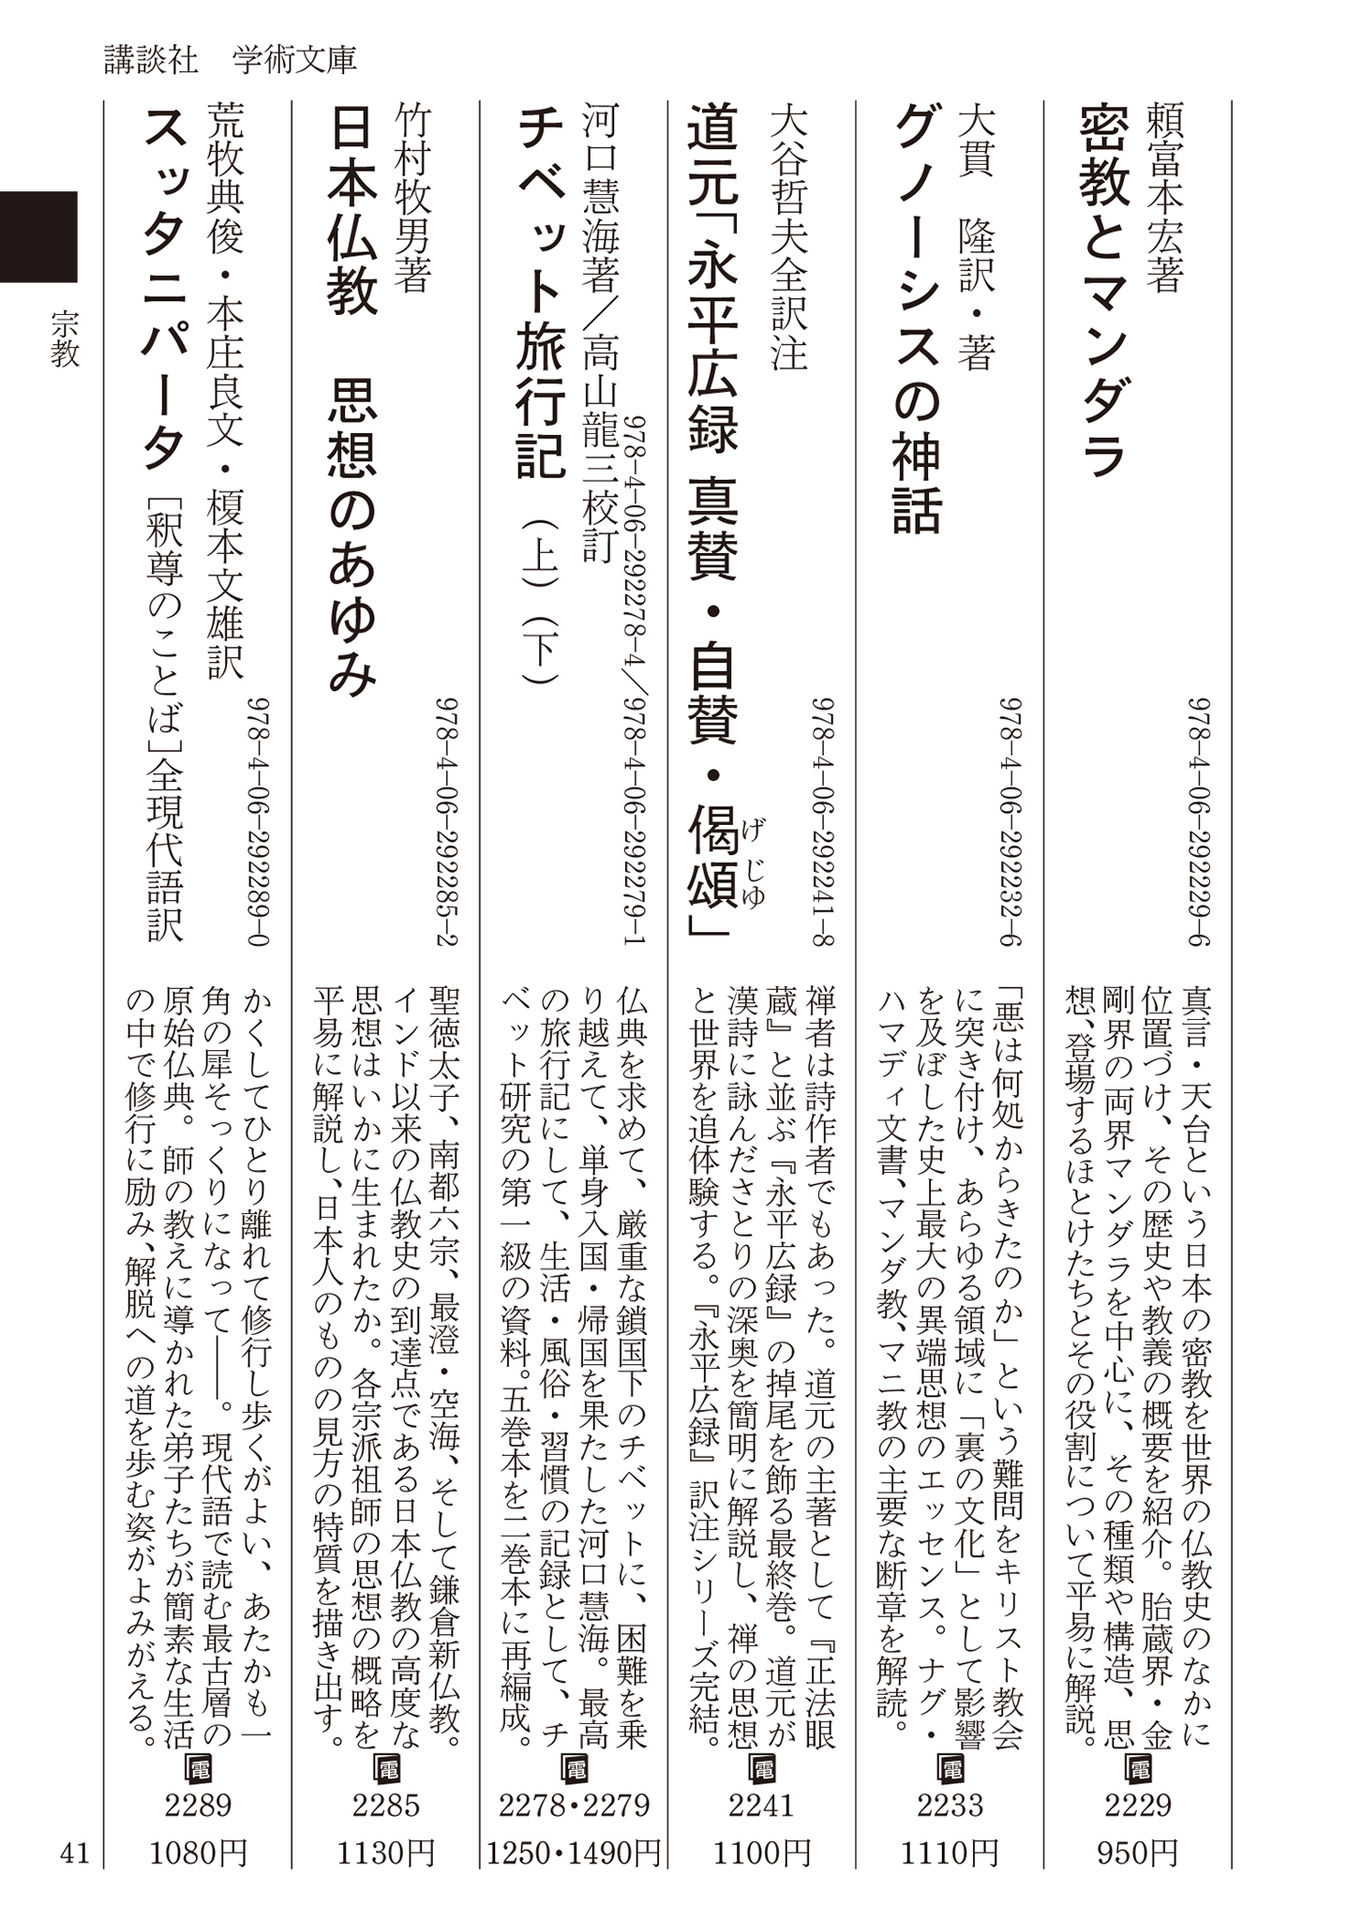 講談社　学術文庫
宗教
頼富本宏著
密教とマンダラ
978-4-06-292229-6
真言・天台という日本の密教を世界の仏教史のなかに
位置づけ、その歴史や教義の概要を紹介。胎蔵界・金
剛界の両界マンダラを中心に、その種類や構造、思
想、登場するほとけたちとその役割について平易に解説。
電
2229
950円
大貫　隆訳・著
グノーシスの神話
978-4-06-292232-6
「悪は何処からきたのか」という難問をキリスト教会
に突き付け、あらゆる領域に「裏の文化」として影響
を及ぼした史上最大の異端思想のエッセンス。ナグ・
ハマディ文書、マンダ教、マニ教の主要な断章を解読。
電
2233
1110円
大谷哲夫全訳注
道元「永平広録 真賛・自賛・偈頌」
げじゆ
978-4-06-292241-8
禅者は詩作者でもあった。道元の主著として『正法眼
蔵』と並ぶ『永平広録』の掉尾を飾る最終巻。道元が
漢詩に詠んださとりの深奥を簡明に解説し、禅の思想
と世界を追体験する。『永平広録』訳注シリーズ完結。
電
2241
1100円
河口慧海著／高山龍三校訂
チベット旅行記（上）（下）
978-4-06-292278-4／978-4-06-292279-1
仏典を求めて、厳重な鎖国下のチベットに、困難を乗
り越えて、単身入国・帰国を果たした河口慧海。最高
の旅行記にして、生活・風俗・習慣の記録として、チ
ベット研究の第一級の資料。五巻本を二巻本に再編成。
電
2278・2279
1250・1490円
竹村牧男著
日本仏教　思想のあゆみ
978-4-06-292285-2
聖徳太子、南都六宗、最澄・空海、そして鎌倉新仏教。
インド以来の仏教史の到達点である日本仏教の高度な
思想はいかに生まれたか。各宗派祖師の思想の概略を
平易に解説し、日本人のものの見方の特質を描き出す。
電
2285
1130円
荒牧典俊・本庄良文・榎本文雄訳
スッタニパータ［釈尊のことば］全現代語訳
978-4-06-292289-0
かくしてひとり離れて修行し歩くがよい、あたかも一
角の犀そっくりになって――。現代語で読む最古層の
原始仏典。師の教えに導かれた弟子たちが簡素な生活
の中で修行に励み、解脱への道を歩む姿がよみがえる。
電
2289
1080円
41